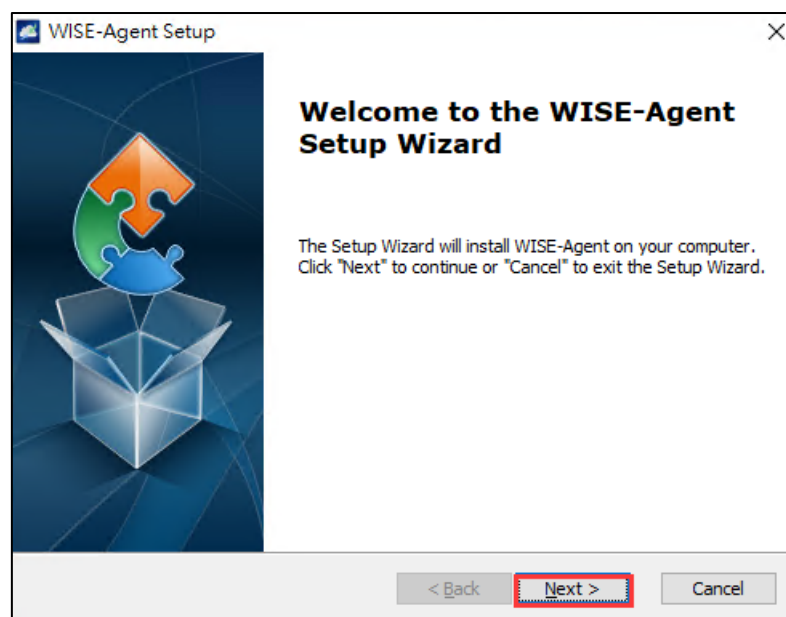 WISE-Agent Setup
Welcome to the WISE-Agent
Setup Wizard
The Setup Wizard will install WISE-Agent on your computer.
Click "Next" to continue or "Cancel" to exit the Setup Wizard.
< Back Next > Cancel